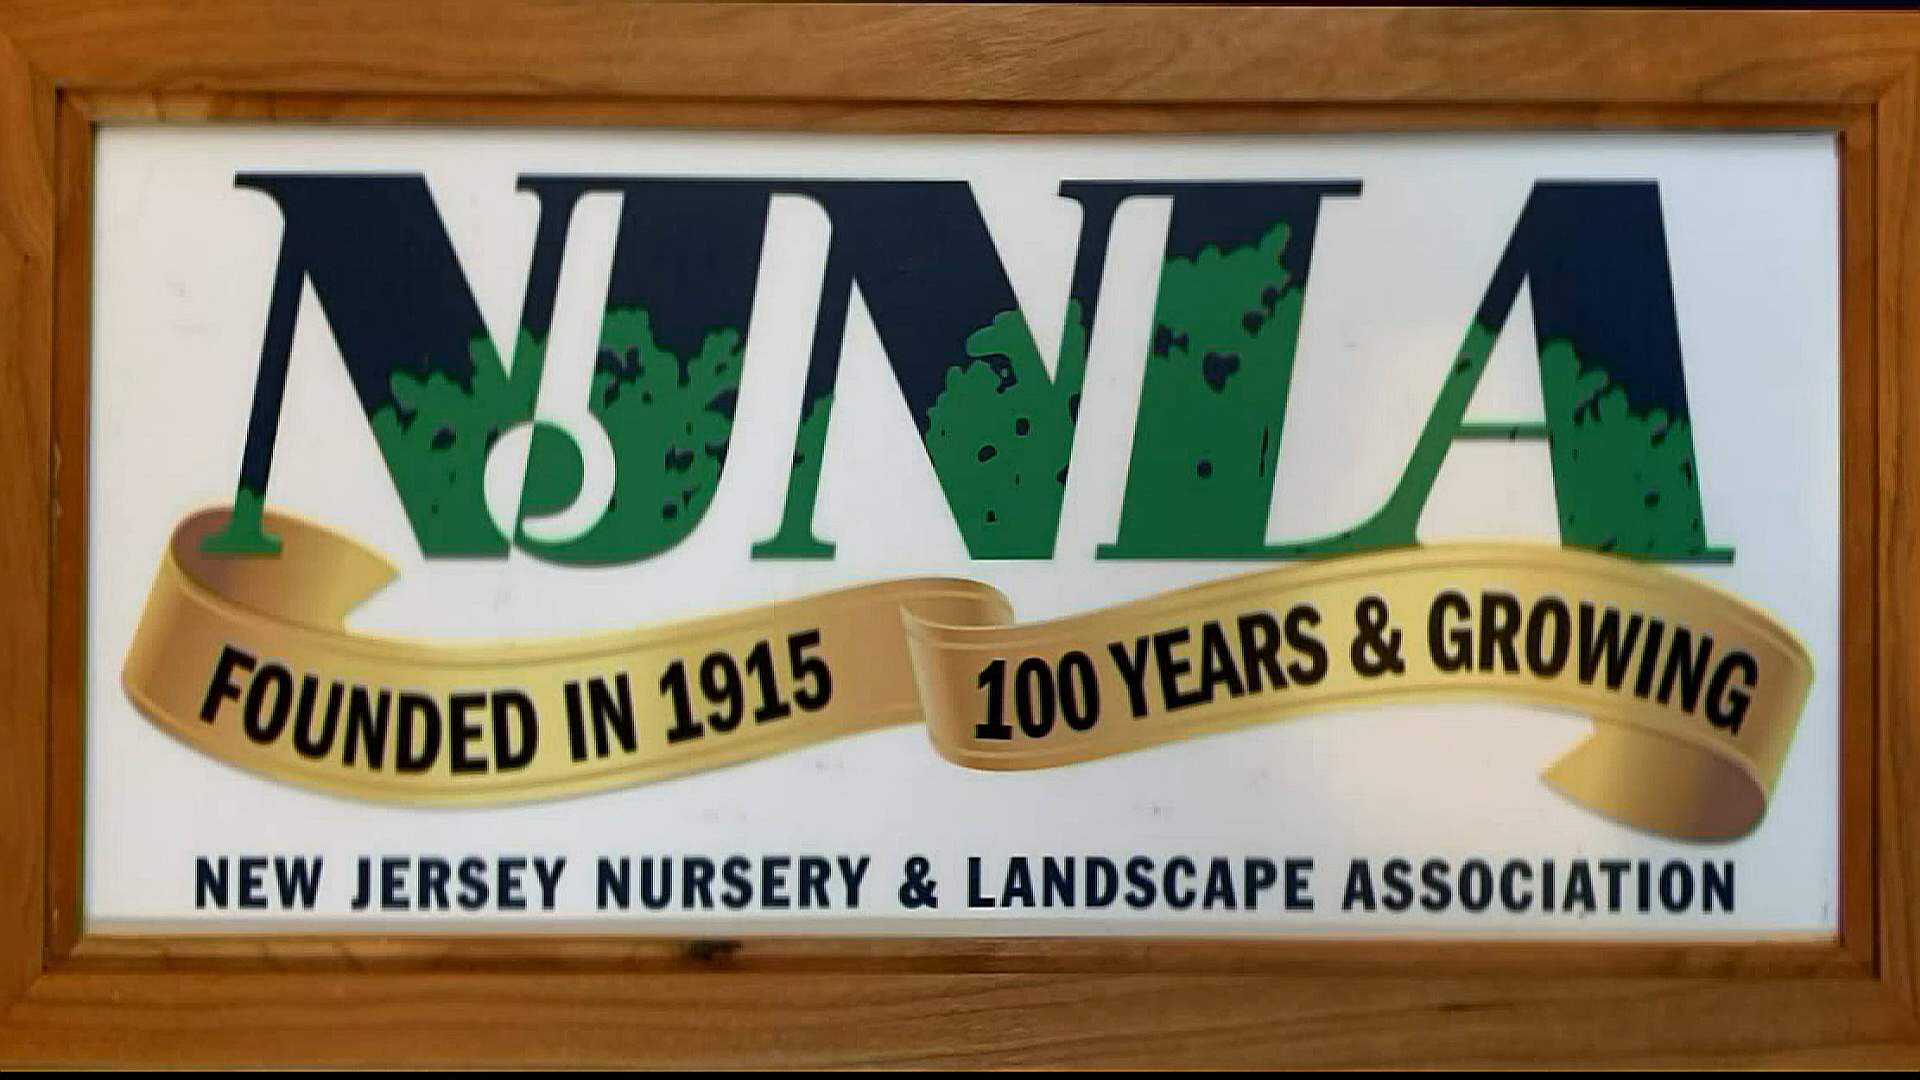 NJNLA
FOUNDED IN 1915
100 YEARS & GROWING
NEW JERSEY NURSERY & LANDSCAPE ASSOCIATION